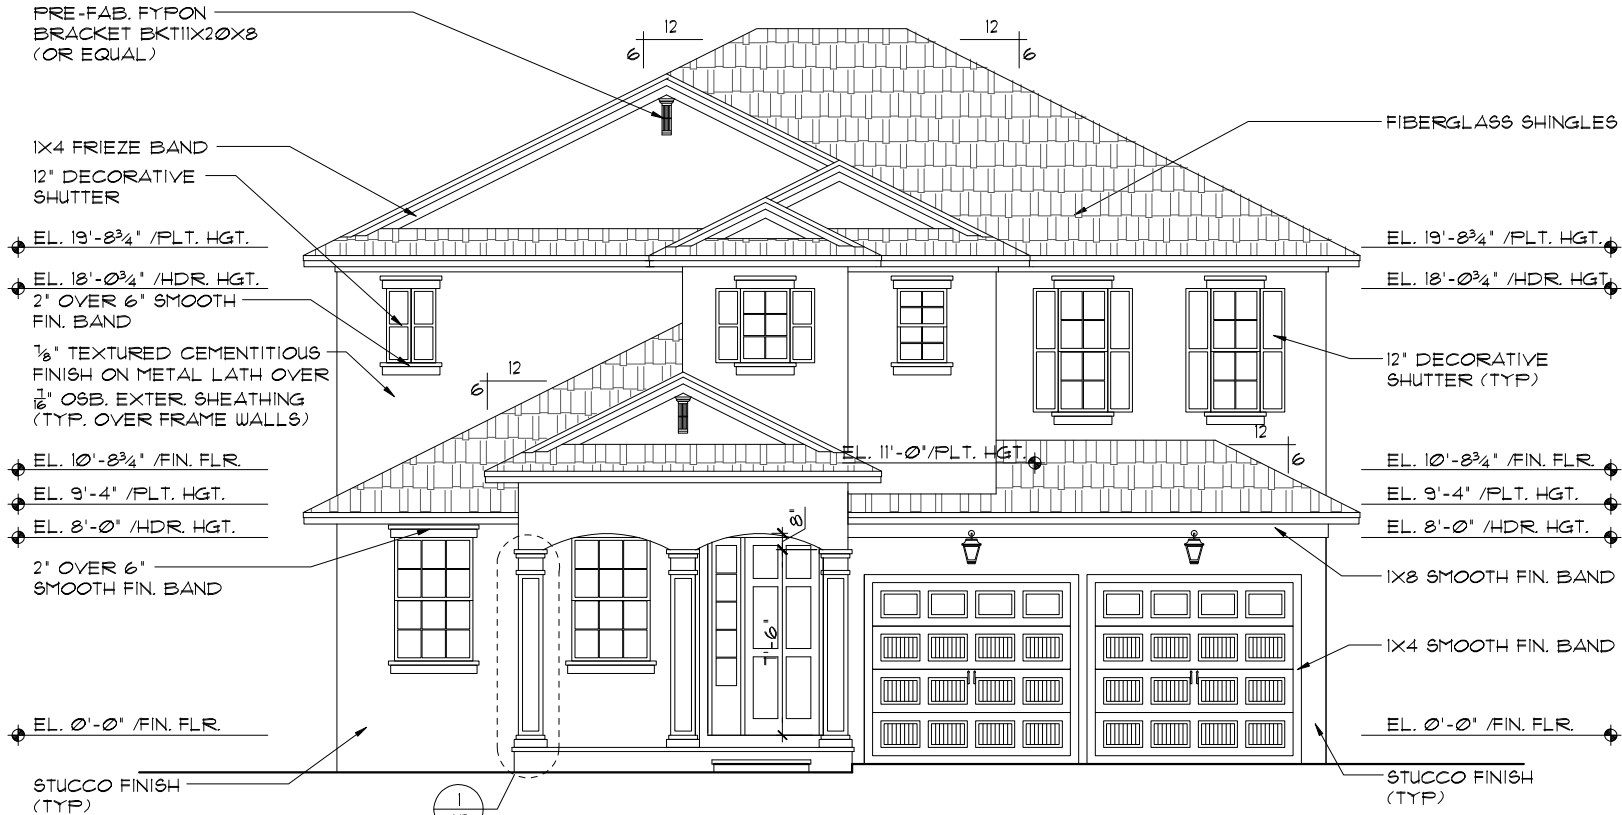 PRE-FAB. FYPON
BRACKET BKT11X20X8
(OR EQUAL)
1X4 FRIEZE BAND
12" DECORATIVE
SHUTTER
EL. 19'-8¾" /PLT. HGT.
EL. 18'-0¾" /HDR. HGT.
2" OVER 6" SMOOTH
FIN. BAND
⅞" TEXTURED CEMENTITIOUS
FINISH ON METAL LATH OVER
OSB. EXTER. SHEATHING
(TYP. OVER FRAME WALLS)
EL. 10'-8¾" /FIN. FLR.
EL. 9'-4" /PLT. HGT.
EL. 8'-0" /HDR. HGT.
2" OVER 6"
SMOOTH FIN. BAND
EL. 0'-0" /FIN. FLR.
STUCCO FINISH
(TYP)
12
6
12
6
12
6
EL. 11'-0"/PLT. HGT.
12
6
8"
7'-6"
1
FIBERGLASS SHINGLES
EL. 19'-8¾" /PLT. HGT.
EL. 18'-0¾" /HDR. HGT
12" DECORATIVE
SHUTTER (TYP)
EL. 10'-8¾" /FIN. FLR.
EL. 9'-4" /PLT. HGT.
EL. 8'-0" /HDR. HGT.
1X8 SMOOTH FIN. BAND
1X4 SMOOTH FIN. BAND
EL. 0'-0" /FIN. FLR.
STUCCO FINISH
(TYP)